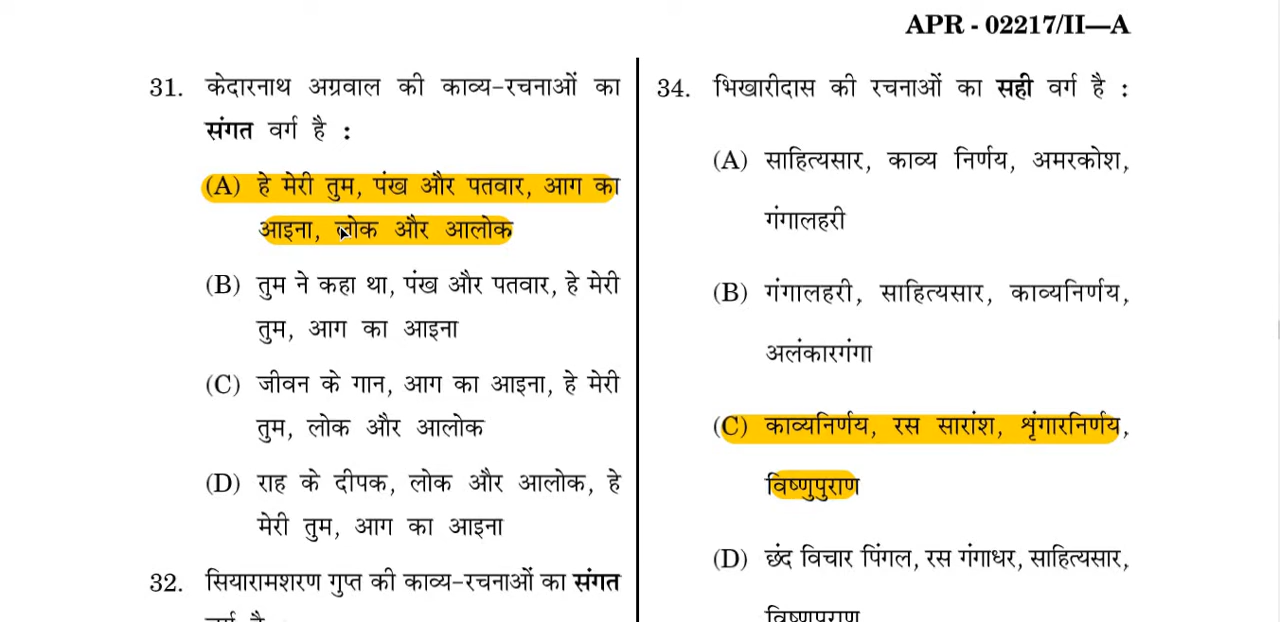 APR - 02217/II—A
31. केदारनाथ अग्रवाल की काव्य-रचनाओं का
संगत वर्ग है :
(A) हे मेरी तुम, पंख और पतवार, आग का
आइना, लोक और आलोक
(B) तुम ने कहा था, पंख और पतवार, हे मेरी
तुम, आग का आइना
(C) जीवन के गान, आग का आइना, हे मेरी
तुम, लोक और आलोक
(D) राह के दीपक, लोक और आलोक, हे
मेरी तुम, आग का आइना
32. सियारामशरण गुप्त की काव्य-रचनाओं का संगत
वर्ग है :
34. भिखारीदास की रचनाओं का सही वर्ग है :
(A) साहित्यसार, काव्य निर्णय, अमरकोश,
गंगालहरी
(B) गंगालहरी, साहित्यसार, काव्यनिर्णय,
अलंकारगंगा
(C) काव्यनिर्णय, रस सारांश, श्रृंगारनिर्णय,
विष्णुपुराण
(D) छंद विचार पिंगल, रस गंगाधर, साहित्यसार,
विष्णुपुराण